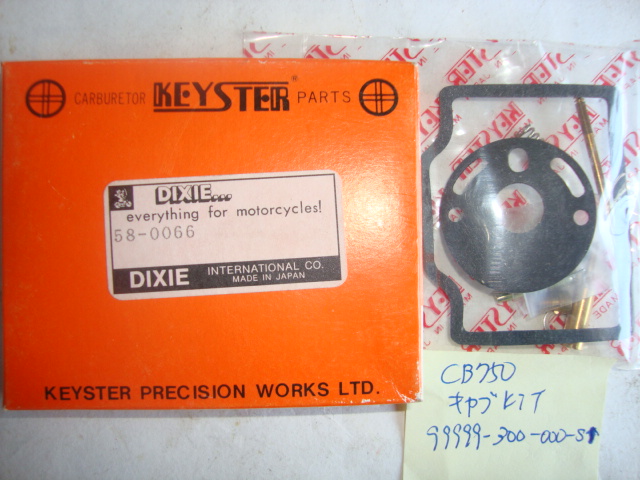 CARBURETOR KEYSTER® PARTS
DIXIE...
everything for motorcycles!
58-0066
DIXIE INTERNATIONAL CO.
MADE IN JAPAN
KEYSTER PRECISION WORKS LTD.
KEYSTER
CB750
キャブKIT
99999-300-000-S↑